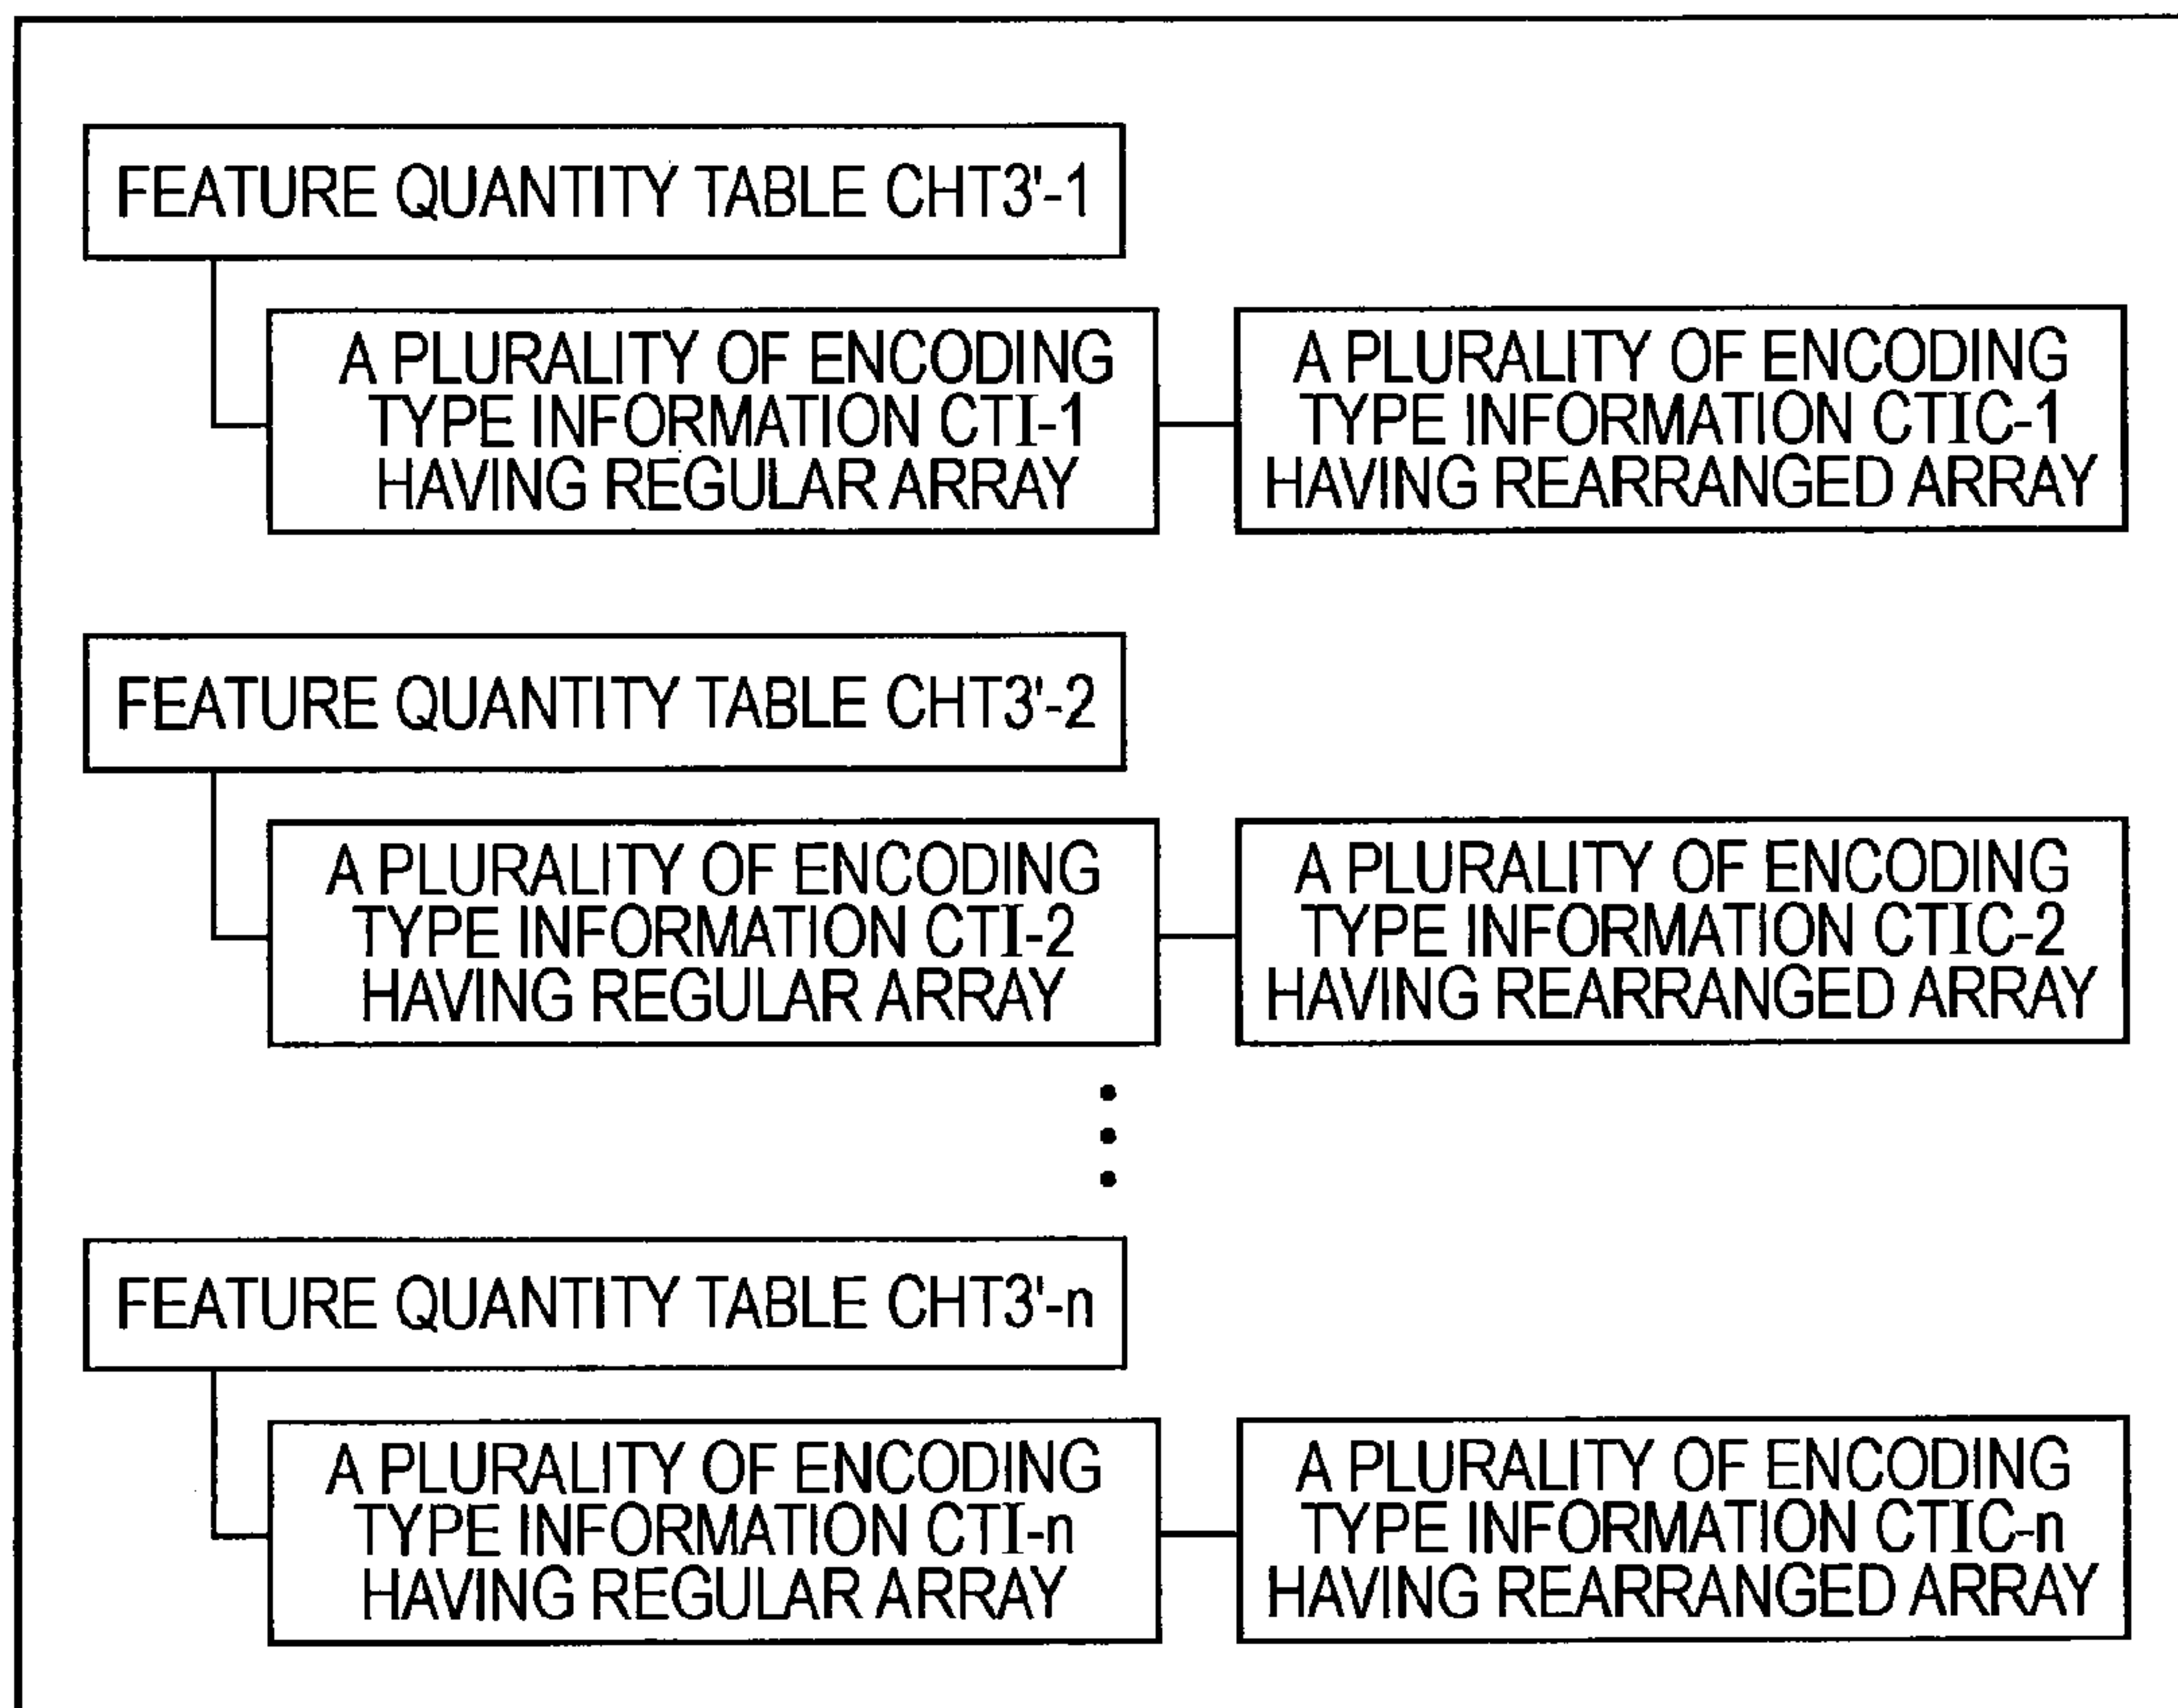 FEATURE QUANTITY TABLE CHT3'-1
A PLURALITY OF ENCODING
TYPE INFORMATION CTI-1
HAVING REGULAR ARRAY
A PLURALITY OF ENCODING
TYPE INFORMATION CTIC-1
HAVING REARRANGED ARRAY
FEATURE QUANTITY TABLE CHT3'-2
A PLURALITY OF ENCODING
TYPE INFORMATION CTI-2
HAVING REGULAR ARRAY
A PLURALITY OF ENCODING
TYPE INFORMATION CTIC-2
HAVING REARRANGED ARRAY
FEATURE QUANTITY TABLE CHT3'-n
A PLURALITY OF ENCODING
TYPE INFORMATION CTI-n
HAVING REGULAR ARRAY
A PLURALITY OF ENCODING
TYPE INFORMATION CTIC-n
HAVING REARRANGED ARRAY